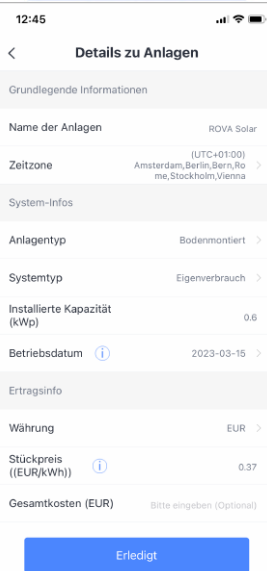 12:45
Details zu Anlagen
Grundlegende Informationen
Name der Anlagen
ROVA Solar
Zeitzone
(UTC+01:00)
Amsterdam,Berlin,Bern,Ro
me,Stockholm,Vienna
System-Infos
Anlagentyp
Bodenmontiert
Systemtyp
Eigenverbrauch
Installierte Kapazität
(kWp)
0.6
Betriebsdatum
2023-03-15
Ertragsinfo
Währung
EUR
Stückpreis
((EUR/kWh))
0.37
Gesamtkosten (EUR)
Bitte eingeben (Optional)
Erledigt